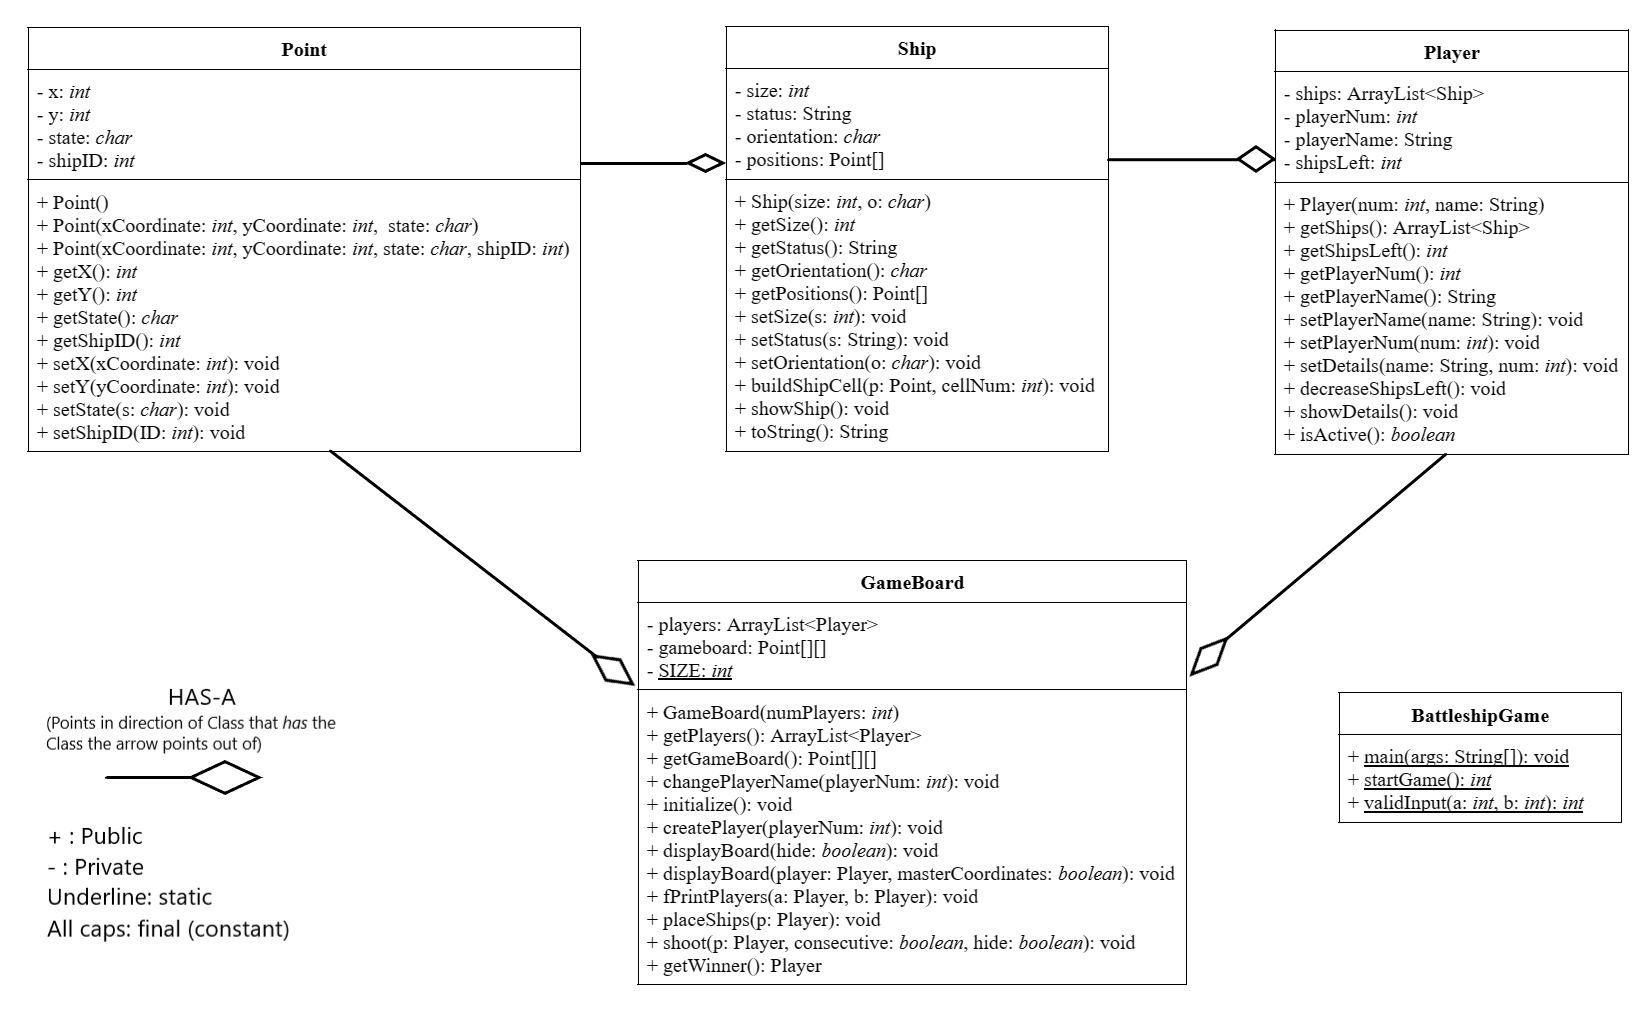 Point
- x: int
- y: int
- state: char
- shipID: int
+ Point()
+ Point(xCoordinate: int, yCoordinate: int,  state: char)
+ Point(xCoordinate: int, yCoordinate: int, state: char, shipID: int)
+ getX(): int
+ getY(): int
+ getState(): char
+ getShipID(): int
+ setX(xCoordinate: int): void
+ setY(yCoordinate: int): void
+ setState(s: char): void
+ setShipID(ID: int): void
Ship
- size: int
- status: String
- orientation: char
- positions: Point[]
+ Ship(size: int, o: char)
+ getSize(): int
+ getStatus(): String
+ getOrientation(): char
+ getPositions(): Point[]
+ setSize(s: int): void
+ setStatus(s: String): void
+ setOrientation(o: char): void
+ buildShipCell(p: Point, cellNum: int): void
+ showShip(): void
+ toString(): String
Player
- ships: ArrayList<Ship>
- playerNum: int
- playerName: String
- shipsLeft: int
+ Player(num: int, name: String)
+ getShips(): ArrayList<Ship>
+ getShipsLeft(): int
+ getPlayerNum(): int
+ getPlayerName(): String
+ setPlayerName(name: String): void
+ setPlayerNum(num: int): void
+ setDetails(name: String, num: int): void
+ decreaseShipsLeft(): void
+ showDetails(): void
+ isActive(): boolean
GameBoard
- players: ArrayList<Player>
- gameboard: Point[][]
- SIZE: int
+ GameBoard(numPlayers: int)
+ getPlayers(): ArrayList<Player>
+ getGameBoard(): Point[][]
+ changePlayerName(playerNum: int): void
+ initialize(): void
+ createPlayer(playerNum: int): void
+ displayBoard(hide: boolean): void
+ displayBoard(player: Player, masterCoordinates: boolean): void
+ fPrintPlayers(a: Player, b: Player): void
+ placeShips(p: Player): void
+ shoot(p: Player, consecutive: boolean, hide: boolean): void
+ getWinner(): Player
BattleshipGame
+ main(args: String[]): void
+ startGame(): int
+ validInput(a: int, b: int): int
HAS-A
(Points in direction of Class that has the
Class the arrow points out of)
+ : Public
- : Private
Underline: static
All caps: final (constant)